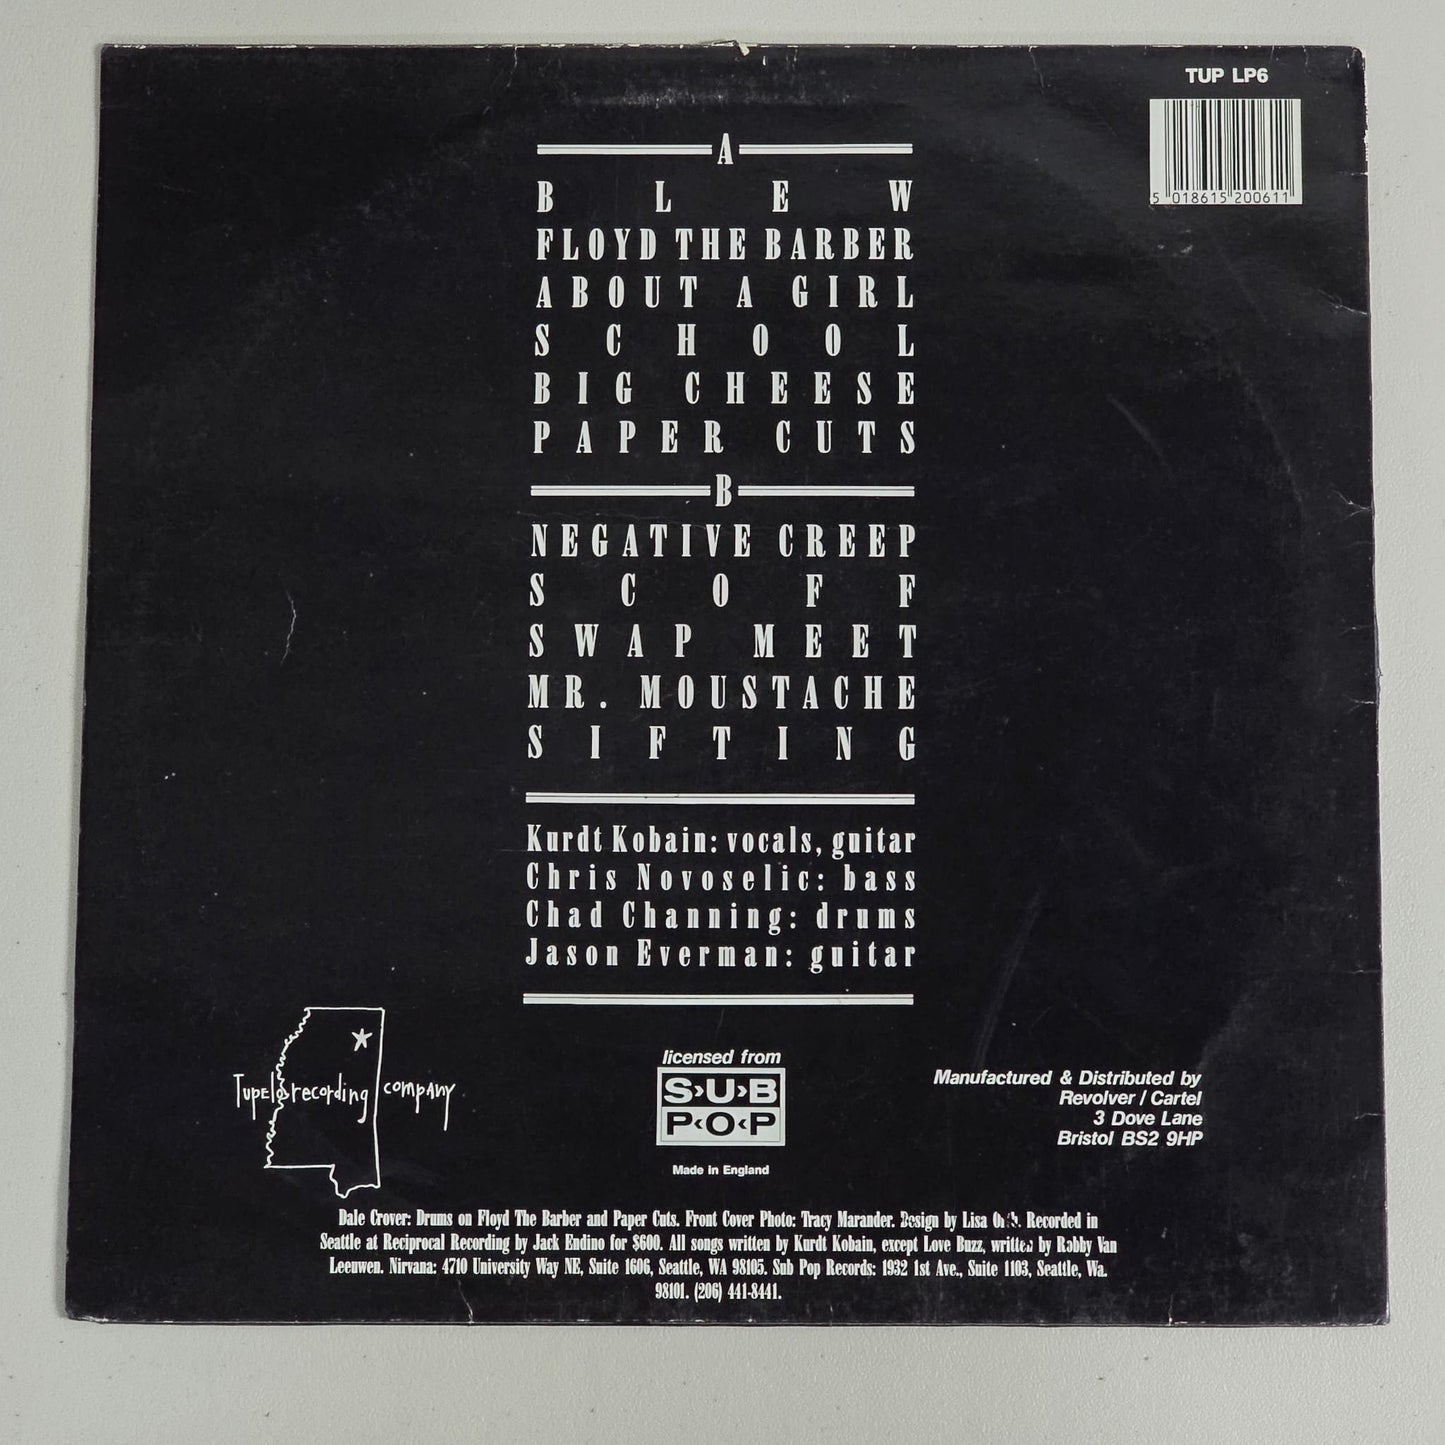 TUP LP6
5 018615 200611
A
BLEW
FLOYD THE BARBER
ABOUT A GIRL
SCHOOL
BIG CHEESE
PAPER CUTS
B
NEGATIVE CREEP
SCOFF
SWAP MEET
MR. MOUSTACHE
SIFTING
Kurdt Kobain: vocals, guitar
Chris Novoselic: bass
Chad Channing: drums
Jason Everman: guitar
Tupelo recording company
licensed from
S›U›B
P‹O‹P
Made in England
Manufactured & Distributed by
Revolver / Cartel
3 Dove Lane
Bristol BS2 9HP
Dale Crover: Drums on Floyd The Barber and Paper Cuts. Front Cover Photo: Tracy Marander. Design by Lisa Recorded in
Seattle at Reciprocal Recording by Jack Endino for $600. All songs written by Kurdt Kobain, except Love Buzz, written by Robby Van
Leeuwen. Nirvana: 4710 University Way NE, Suite 1606, Seattle, WA 98105. Sub Pop Records: 1932 1st Ave., Suite 1103, Seattle, Wa.
98101. (206) 441-8441.